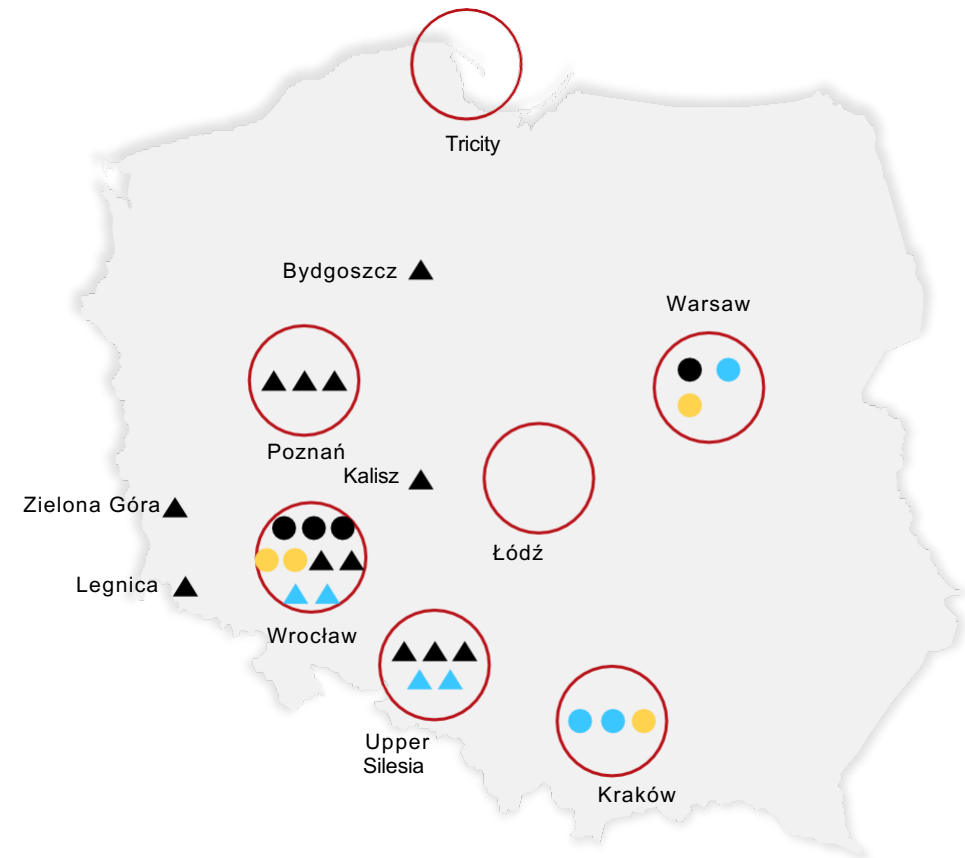 Tricity
Bydgoszcz
Warsaw
Poznań
Kalisz
Zielona Góra
Łódź
Legnica
Wrocław
Upper
Silesia
Kraków